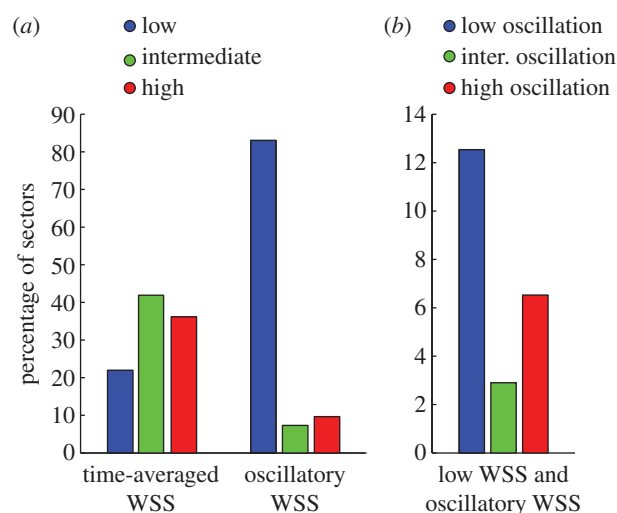 (a)
low
intermediate
high
percentage of sectors
90
80
70
60
50
40
30
20
10
0
time-averaged WSS
oscillatory WSS
(b)
low oscillation
inter. oscillation
high oscillation
14
12
10
8
6
4
2
0
low WSS and
oscillatory WSS